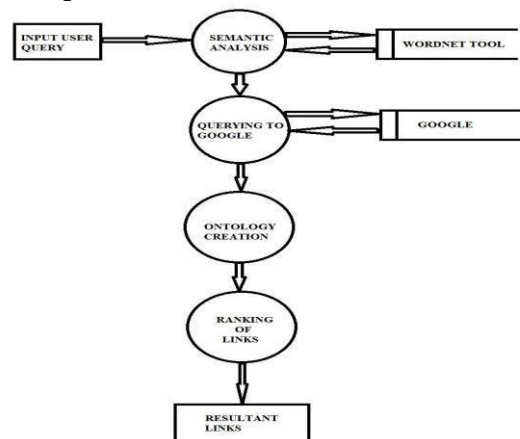 INPUT USER
QUERY
SEMANTIC
ANALYSIS
WORDNET TOOL
QUERYING TO
GOOGLE
GOOGLE
ONTOLOGY
CREATION
RANKING
OF
LINKS
RESULTANT
LINKS